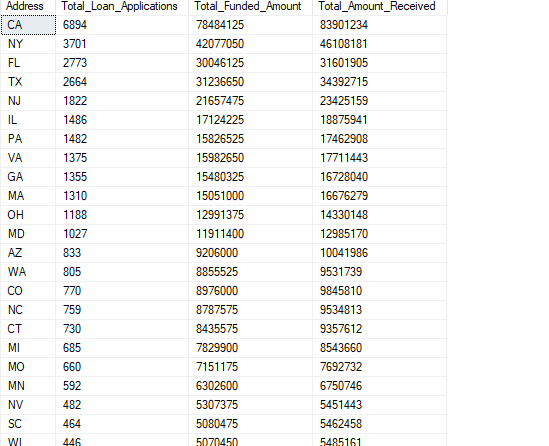 Address Total_Loan_Applications Total_Funded_Amount Total_Amount_Received
CA 6894 78484125 83901234
NY 3701 42077050 46108181
FL 2773 30046125 31601905
TX 2664 31236650 34392715
NJ 1822 21657475 23425159
IL 1486 17124225 18875941
PA 1482 15826525 17462908
VA 1375 15982650 17711443
GA 1355 15480325 16728040
MA 1310 15051000 16676279
OH 1188 12991375 14330148
MD 1027 11911400 12985170
AZ 833 9206000 10041986
WA 805 8855525 9531739
CO 770 8976000 9845810
NC 759 8787575 9534813
CT 730 8435575 9357612
MI 685 7829900 8543660
MO 660 7151175 7692732
MN 592 6302600 6750746
NV 482 5307375 5451443
SC 464 5080475 5462458
WI 446 5070450 5485161